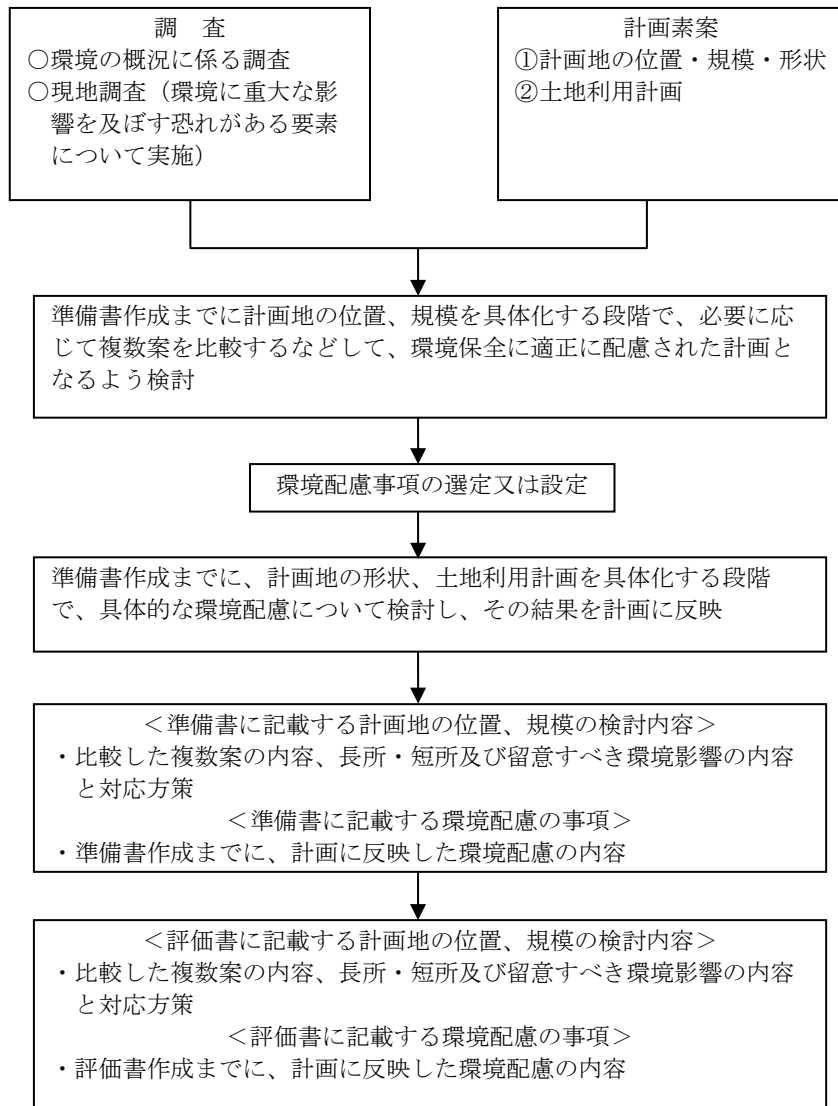 調　査
○環境の概況に係る調査
○現地調査（環境に重大な影
響を及ぼす恐れがある要素
について実施）
計画素案
①計画地の位置・規模・形状
②土地利用計画
準備書作成までに計画地の位置、規模を具体化する段階で、必要に応
じて複数案を比較するなどして、環境保全に適正に配慮された計画と
なるよう検討
環境配慮事項の選定又は設定
準備書作成までに、計画地の形状、土地利用計画を具体化する段階
で、具体的な環境配慮について検討し、その結果を計画に反映
＜準備書に記載する計画地の位置、規模の検討内容＞
・比較した複数案の内容、長所・短所及び留意すべき環境影響の内容
と対応方策
＜準備書に記載する環境配慮の事項＞
・準備書作成までに、計画に反映した環境配慮の内容
＜評価書に記載する計画地の位置、規模の検討内容＞
・比較した複数案の内容、長所・短所及び留意すべき環境影響の内容
と対応方策
＜評価書に記載する環境配慮の事項＞
・評価書作成までに、計画に反映した環境配慮の内容